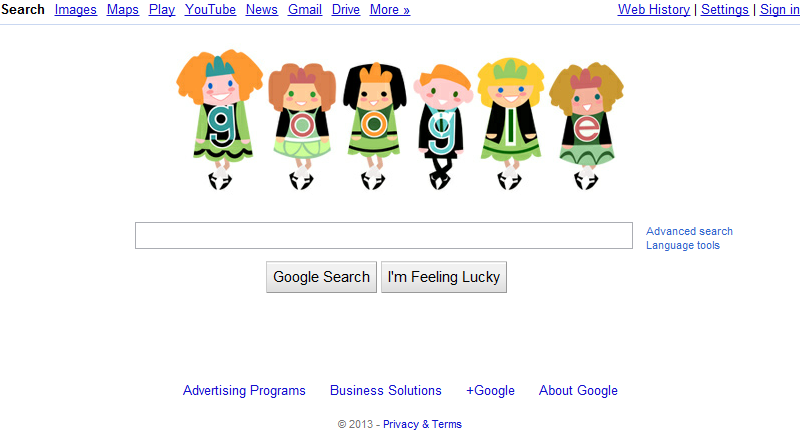 Search Images Maps Play YouTube News Gmail Drive More » Web History | Settings | Sign in
google
Advanced search
Language tools
Google Search I'm Feeling Lucky
Advertising Programs Business Solutions +Google About Google
© 2013 - Privacy & Terms